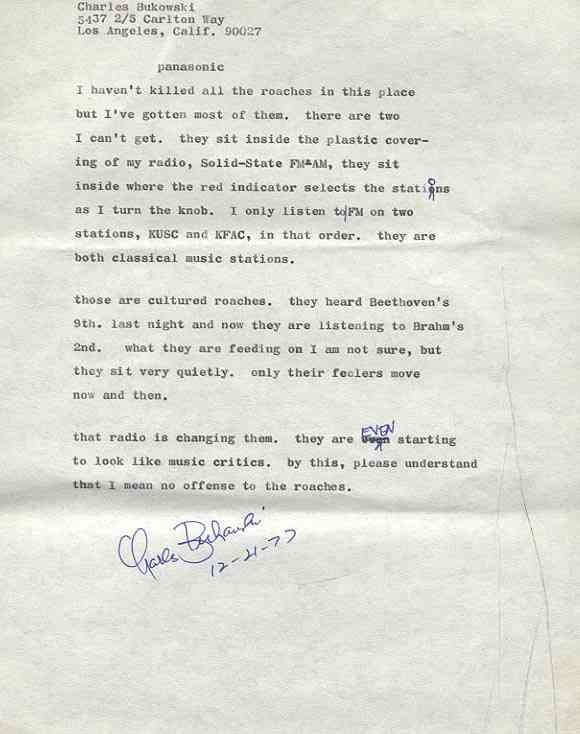 Charles Bukowski
5437 2/5 Carlton Way
Los Angeles, Calif. 90027
panasonic
I haven't killed all the roaches in this place
but I've gotten most of them.  there are two
I can't get.  they sit inside the plastic cover-
ing of my radio, Solid-State FM-AM, they sit
inside where the red indicator selects the stations
as I turn the knob.  I only listen to FM on two
stations, KUSC and KFAC, in that order.  they are
both classical music stations.
those are cultured roaches.  they heard Beethoven's
9th. last night and now they are listening to Brahm's
2nd.   what they are feeding on I am not sure, but
they sit very quietly.  only their feelers move
now and then.
that radio is changing them.  they are EVEN starting
to look like music critics.  by this, please understand
that I mean no offense to the roaches.
Charles Bukowski
12-21-77